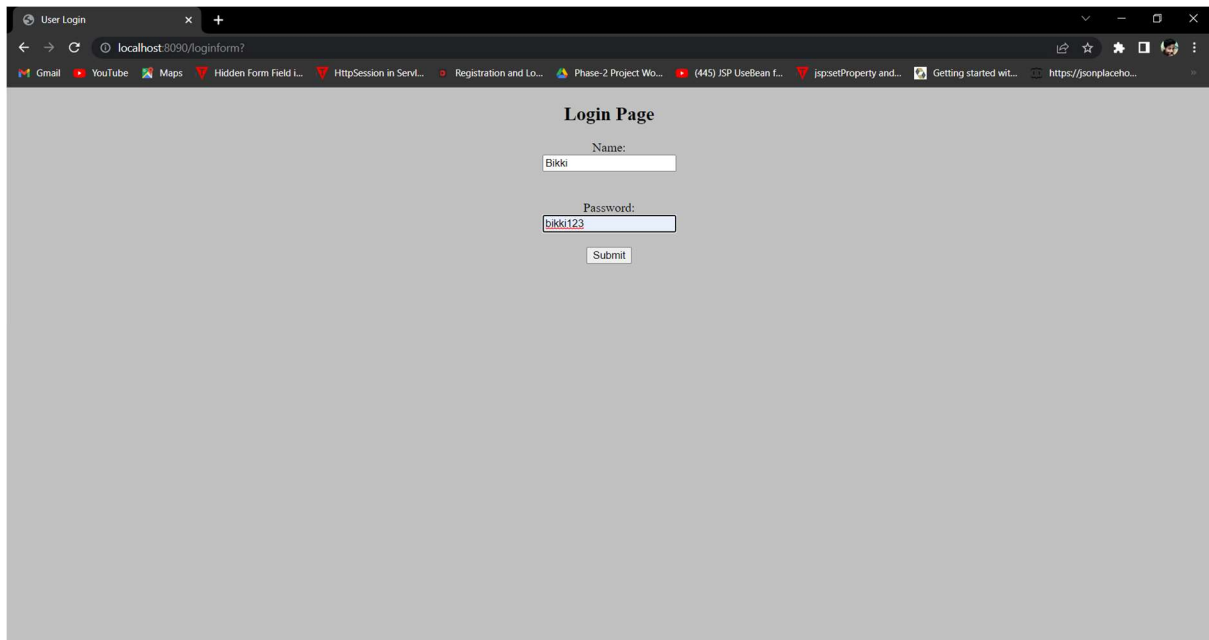 User Login
localhost:8090/loginform?
Gmail YouTube Maps Hidden Form Field i... HttpSession in Servl... Registration and Lo... Phase-2 Project Wo... (445) JSP UseBean f... jsp:setProperty and... Getting started wit... https://jsonplaceho...
Login Page
Name:
Bikki
Password:
bikki123
Submit